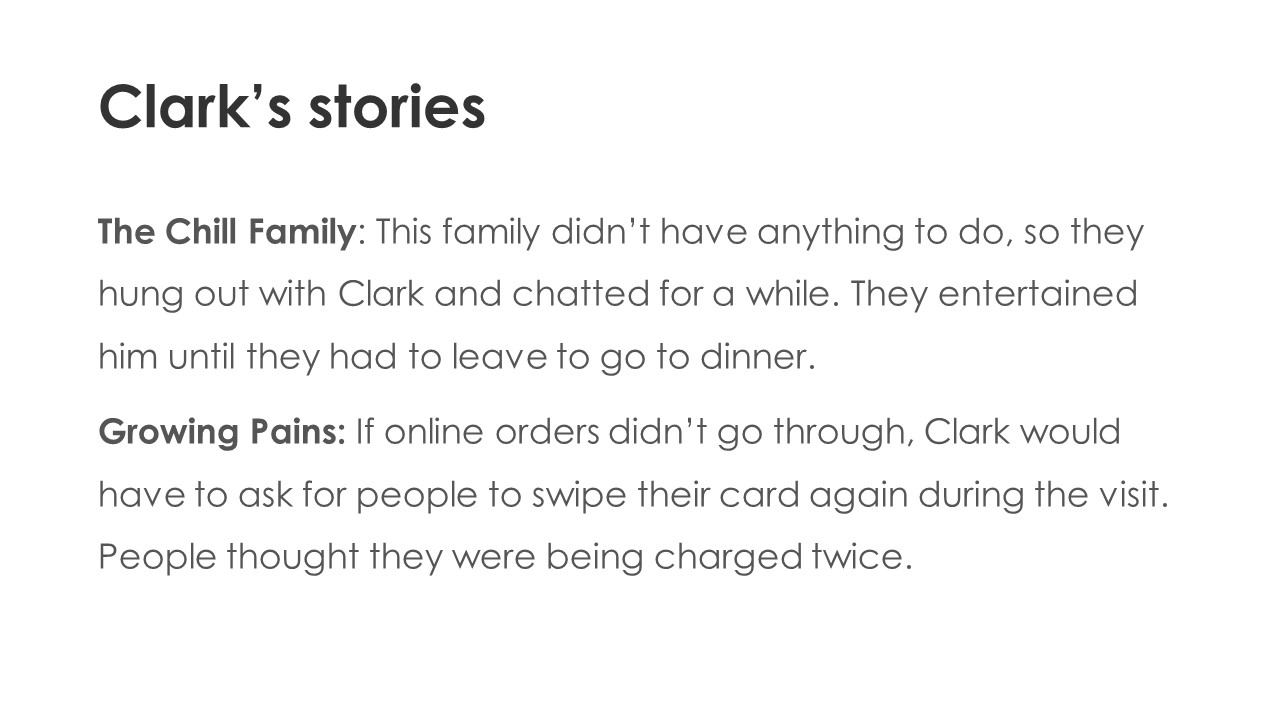 Clark’s stories
The Chill Family: This family didn’t have anything to do, so they
hung out with Clark and chatted for a while. They entertained
him until they had to leave to go to dinner.
Growing Pains: If online orders didn’t go through, Clark would
have to ask for people to swipe their card again during the visit.
People thought they were being charged twice.